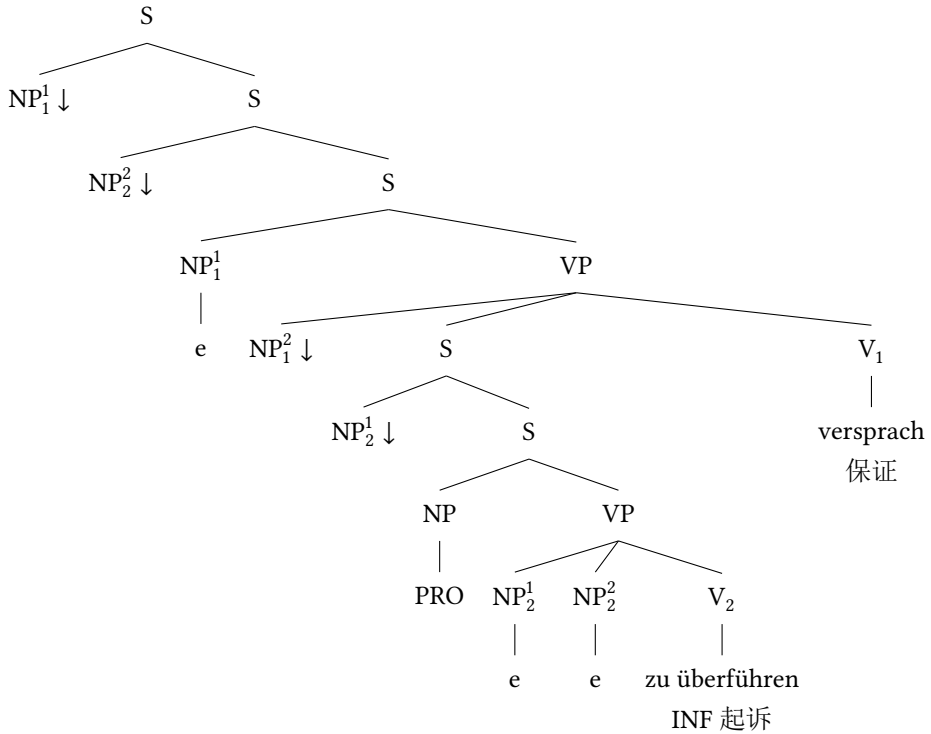 S
NP₁¹↓ S
NP₂²↓ S
NP₁¹ VP
e NP₁²↓ S V₁
NP₂¹↓ S versprach
保证
NP VP
PRO NP₂¹ NP₂² V₂
e e zu überführen
INF 起诉